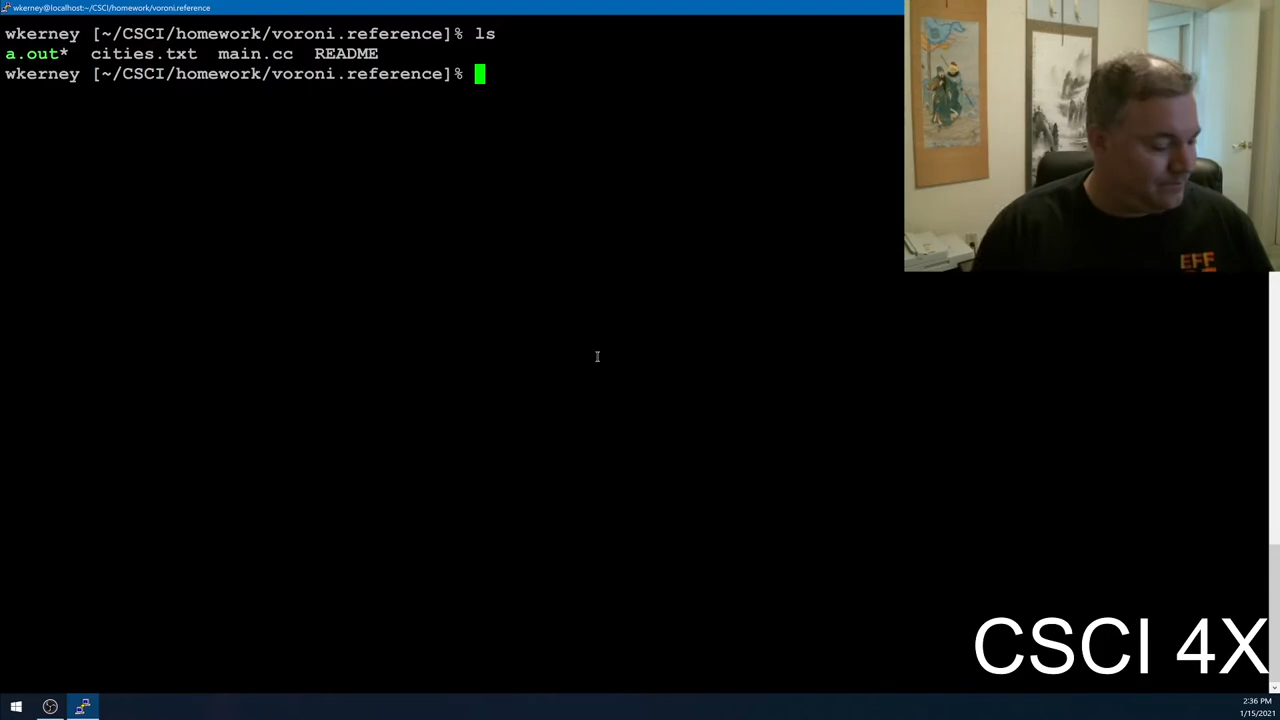 wkerney@localhost:~/CSCI/homework/voroni.reference
wkerney [~/CSCI/homework/voroni.reference]% ls
a.out* cities.txt main.cc README
wkerney [~/CSCI/homework/voroni.reference]%
EFF
CSCI 4X
2:36 PM
1/15/2021